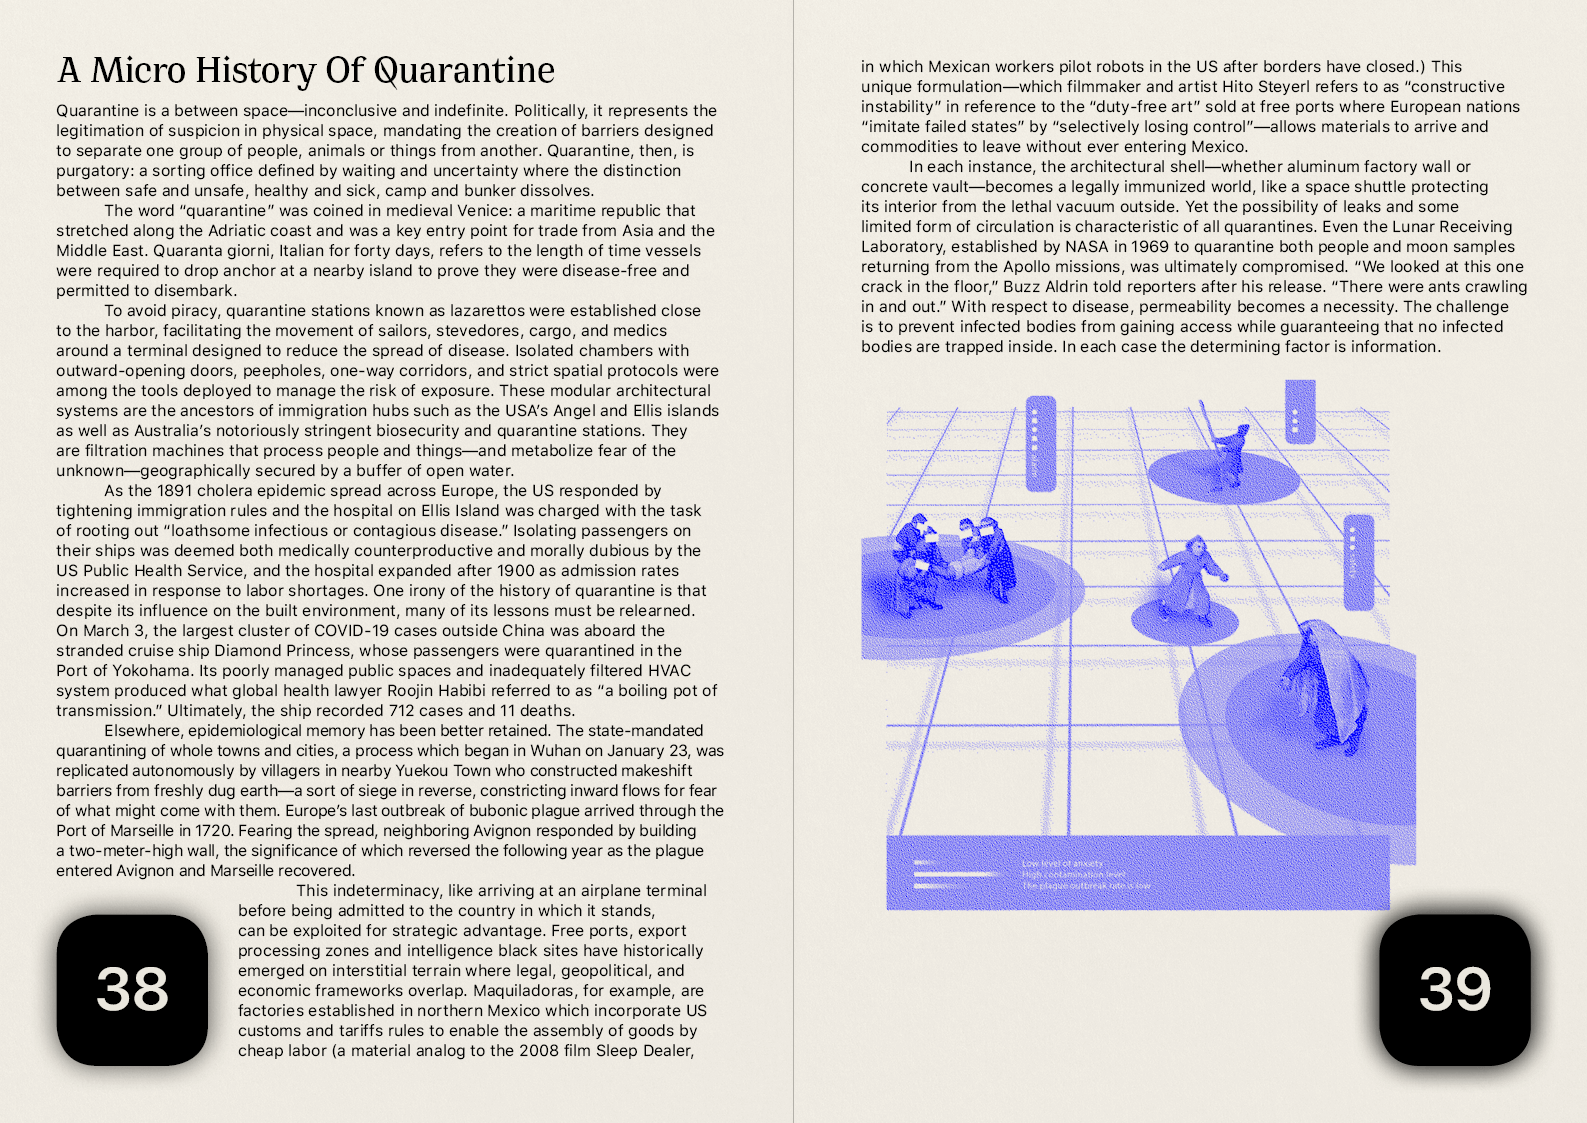 A Micro History Of Quarantine
Quarantine is a between space—inconclusive and indefinite. Politically, it represents the
legitimation of suspicion in physical space, mandating the creation of barriers designed
to separate one group of people, animals or things from another. Quarantine, then, is
purgatory: a sorting office defined by waiting and uncertainty where the distinction
between safe and unsafe, healthy and sick, camp and bunker dissolves.
The word “quarantine” was coined in medieval Venice: a maritime republic that
stretched along the Adriatic coast and was a key entry point for trade from Asia and the
Middle East. Quaranta giorni, Italian for forty days, refers to the length of time vessels
were required to drop anchor at a nearby island to prove they were disease-free and
permitted to disembark.
To avoid piracy, quarantine stations known as lazarettos were established close
to the harbor, facilitating the movement of sailors, stevedores, cargo, and medics
around a terminal designed to reduce the spread of disease. Isolated chambers with
outward-opening doors, peepholes, one-way corridors, and strict spatial protocols were
among the tools deployed to manage the risk of exposure. These modular architectural
systems are the ancestors of immigration hubs such as the USA’s Angel and Ellis islands
as well as Australia’s notoriously stringent biosecurity and quarantine stations. They
are filtration machines that process people and things—and metabolize fear of the
unknown—geographically secured by a buffer of open water.
As the 1891 cholera epidemic spread across Europe, the US responded by
tightening immigration rules and the hospital on Ellis Island was charged with the task
of rooting out “loathsome infectious or contagious disease.” Isolating passengers on
their ships was deemed both medically counterproductive and morally dubious by the
US Public Health Service, and the hospital expanded after 1900 as admission rates
increased in response to labor shortages. One irony of the history of quarantine is that
despite its influence on the built environment, many of its lessons must be relearned.
On March 3, the largest cluster of COVID-19 cases outside China was aboard the
stranded cruise ship Diamond Princess, whose passengers were quarantined in the
Port of Yokohama. Its poorly managed public spaces and inadequately filtered HVAC
system produced what global health lawyer Roojin Habibi referred to as “a boiling pot of
transmission.” Ultimately, the ship recorded 712 cases and 11 deaths.
Elsewhere, epidemiological memory has been better retained. The state-mandated
quarantining of whole towns and cities, a process which began in Wuhan on January 23, was
replicated autonomously by villagers in nearby Yuekou Town who constructed makeshift
barriers from freshly dug earth—a sort of siege in reverse, constricting inward flows for fear
of what might come with them. Europe’s last outbreak of bubonic plague arrived through the
Port of Marseille in 1720. Fearing the spread, neighboring Avignon responded by building
a two-meter-high wall, the significance of which reversed the following year as the plague
entered Avignon and Marseille recovered.
This indeterminacy, like arriving at an airplane terminal
before being admitted to the country in which it stands,
can be exploited for strategic advantage. Free ports, export
processing zones and intelligence black sites have historically
emerged on interstitial terrain where legal, geopolitical, and
economic frameworks overlap. Maquiladoras, for example, are
factories established in northern Mexico which incorporate US
customs and tariffs rules to enable the assembly of goods by
cheap labor (a material analog to the 2008 film Sleep Dealer,
38
in which Mexican workers pilot robots in the US after borders have closed.) This
unique formulation—which filmmaker and artist Hito Steyerl refers to as “constructive
instability” in reference to the “duty-free art” sold at free ports where European nations
“imitate failed states” by “selectively losing control”—allows materials to arrive and
commodities to leave without ever entering Mexico.
In each instance, the architectural shell—whether aluminum factory wall or
concrete vault—becomes a legally immunized world, like a space shuttle protecting
its interior from the lethal vacuum outside. Yet the possibility of leaks and some
limited form of circulation is characteristic of all quarantines. Even the Lunar Receiving
Laboratory, established by NASA in 1969 to quarantine both people and moon samples
returning from the Apollo missions, was ultimately compromised. “We looked at this one
crack in the floor,” Buzz Aldrin told reporters after his release. “There were ants crawling
in and out.” With respect to disease, permeability becomes a necessity. The challenge
is to prevent infected bodies from gaining access while guaranteeing that no infected
bodies are trapped inside. In each case the determining factor is information.
Low level of anxiety
High contamination level
The plague outbreak rate is low
39